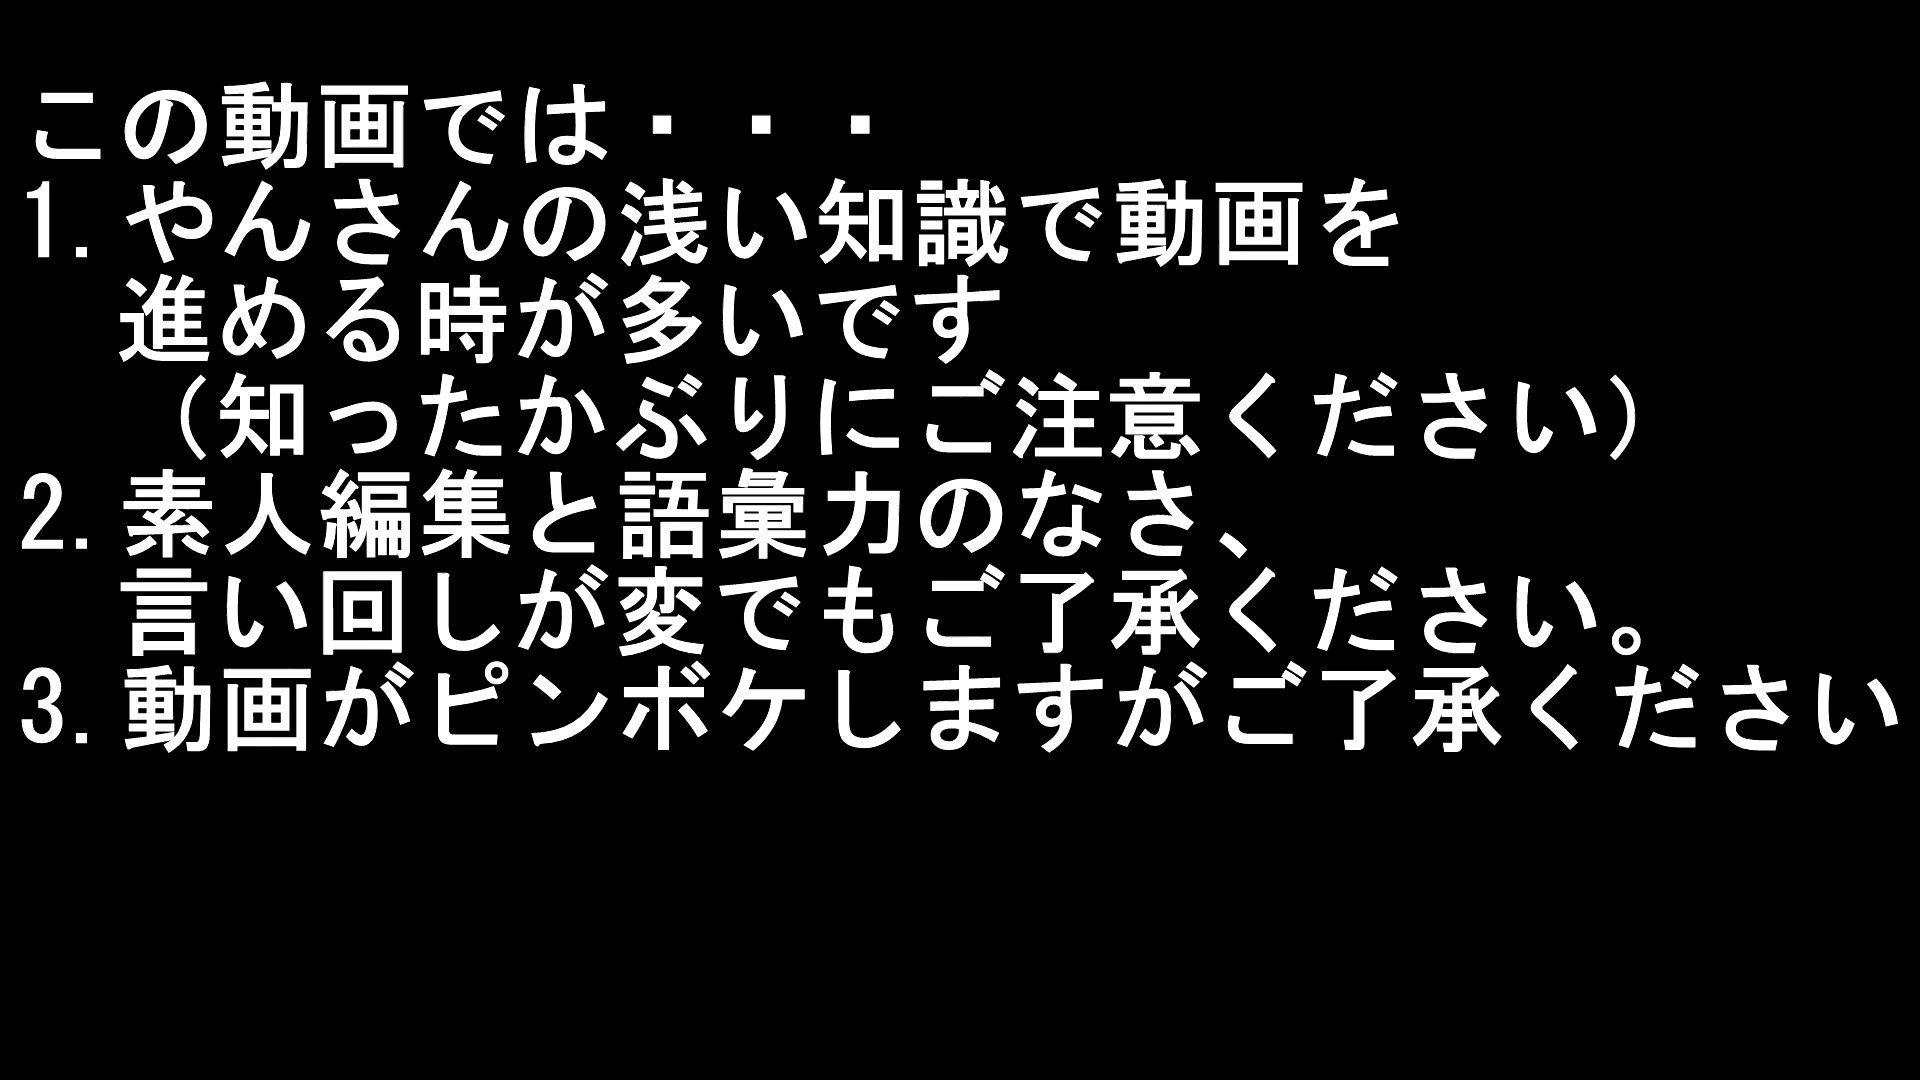 この動画では・・・
1.やんさんの浅い知識で動画を
進める時が多いです
（知ったかぶりにご注意ください）
2.素人編集と語彙力のなさ、
言い回しが変でもご了承ください。
3.動画がピンボケしますがご了承ください